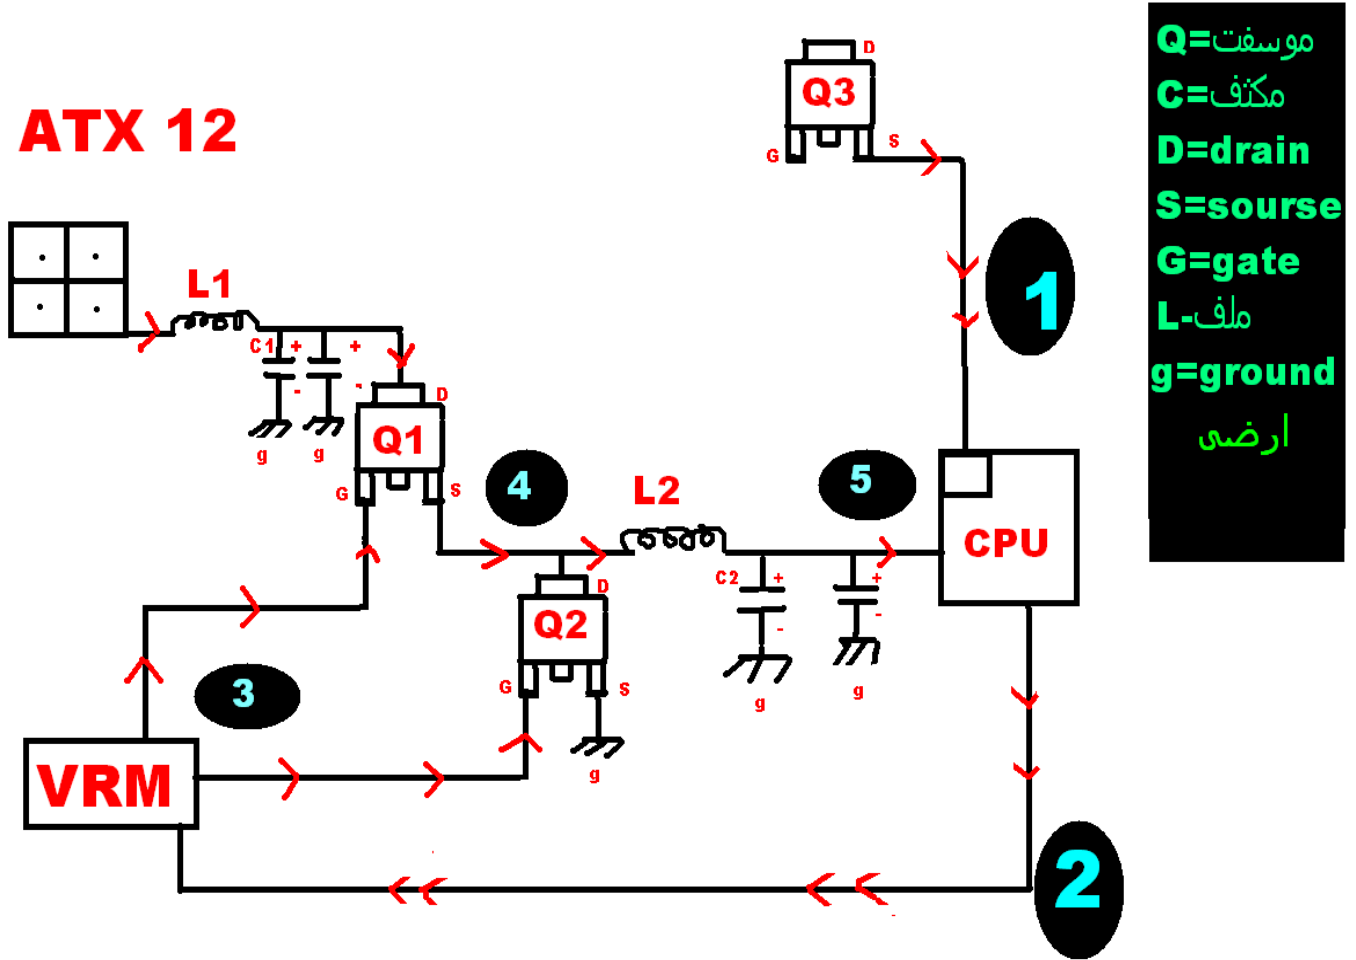 ATX 12
D
Q3
G
S
1
L1
C1
+
+
-
-
g
g
D
Q1
G
S
4
L2
5
CPU
C2
+
+
-
-
g
g
D
Q2
G
S
g
3
VRM
2
Q=موسفت
C=مكثف
D=drain
S=sourse
G=gate
L-ملف
g=ground
ارضى